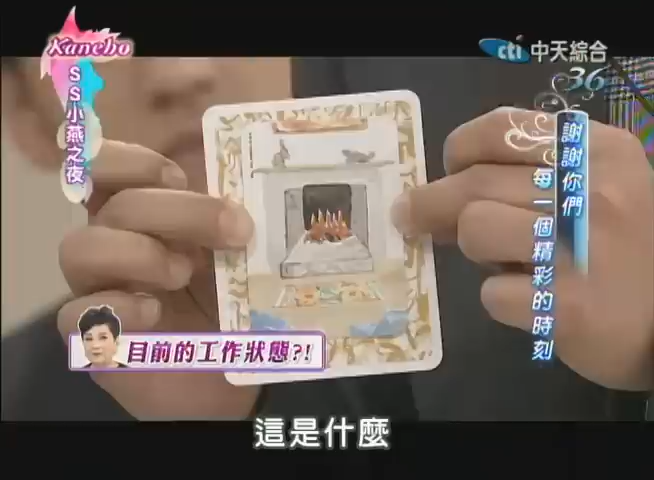 Kancho
SS小燕之夜
cti 中天綜合
36
謝謝你們
每一個精彩的時刻
目前的工作狀態?!
這是什麼